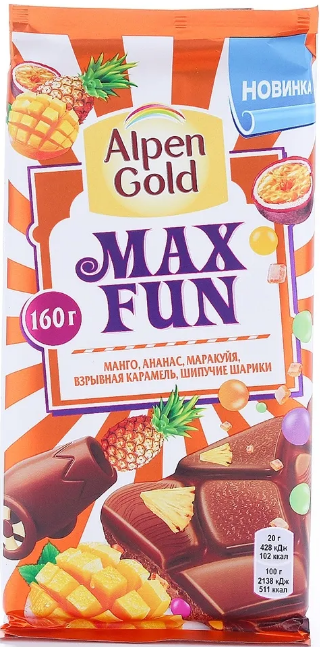 НОВИНКА
Alpen
Gold
MAX
FUN
160 г
МАНГО, АНАНАС, МАРАКУЙЯ,
ВЗРЫВНАЯ КАРАМЕЛЬ, ШИПУЧИЕ ШАРИКИ
20 г
428 кДж
102 ккал
100 г
2138 кДж
511 ккал